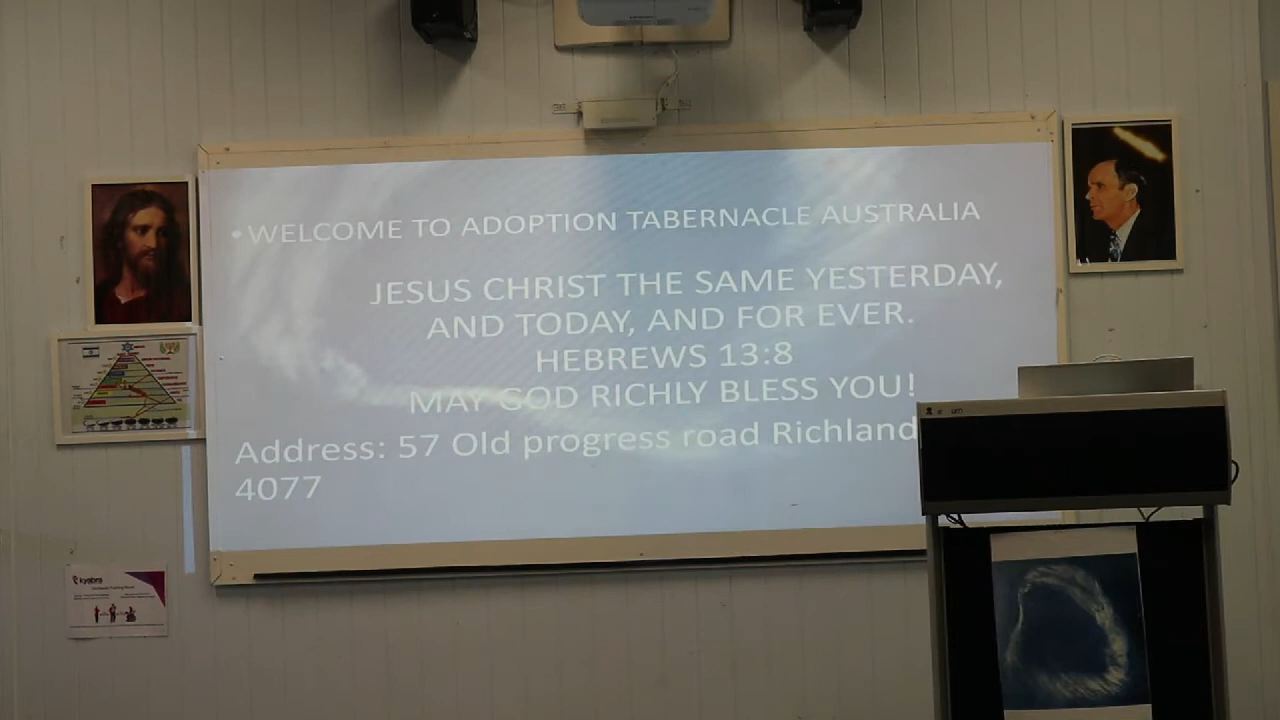 • WELCOME TO ADOPTION TABERNACLE AUSTRALIA
JESUS CHRIST THE SAME YESTERDAY,
AND TODAY, AND FOR EVER.
HEBREWS 13:8
MAY GOD RICHLY BLESS YOU!
Address: 57 Old progress road Richland
4077
kyabra